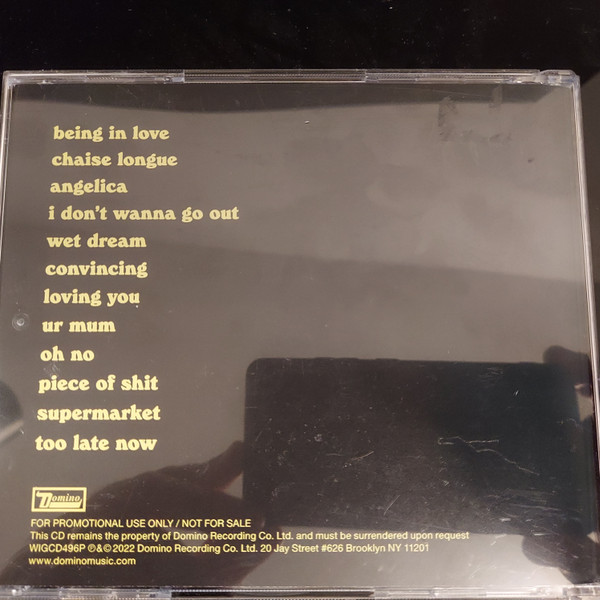 being in love
chaise longue
angelica
i don't wanna go out
wet dream
convincing
loving you
ur mum
oh no
piece of shit
supermarket
too late now
Domino
FOR PROMOTIONAL USE ONLY / NOT FOR SALE
This CD remains the property of Domino Recording Co. Ltd. and must be surrendered upon request
WIGCD496P ℗&© 2022 Domino Recording Co. Ltd. 20 Jay Street #626 Brooklyn NY 11201
www.dominomusic.com